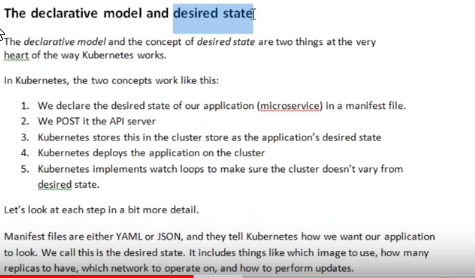 The declarative model and desired state
The declarative model and the concept of desired state are two things at the very
heart of the way Kubernetes works.
In Kubernetes, the two concepts work like this:
1. We declare the desired state of our application (microservice) in a manifest file.
2. We POST it the API server
3. Kubernetes stores this in the cluster store as the application's desired state
4. Kubernetes deploys the application on the cluster
5. Kubernetes implements watch loops to make sure the cluster doesn't vary from
desired state.
Let's look at each step in a bit more detail.
Manifest files are either YAML or JSON, and they tell Kubernetes how we want our application
to look. We call this is the desired state. It includes things like which image to use, how many
replicas to have, which network to operate on, and how to perform updates.